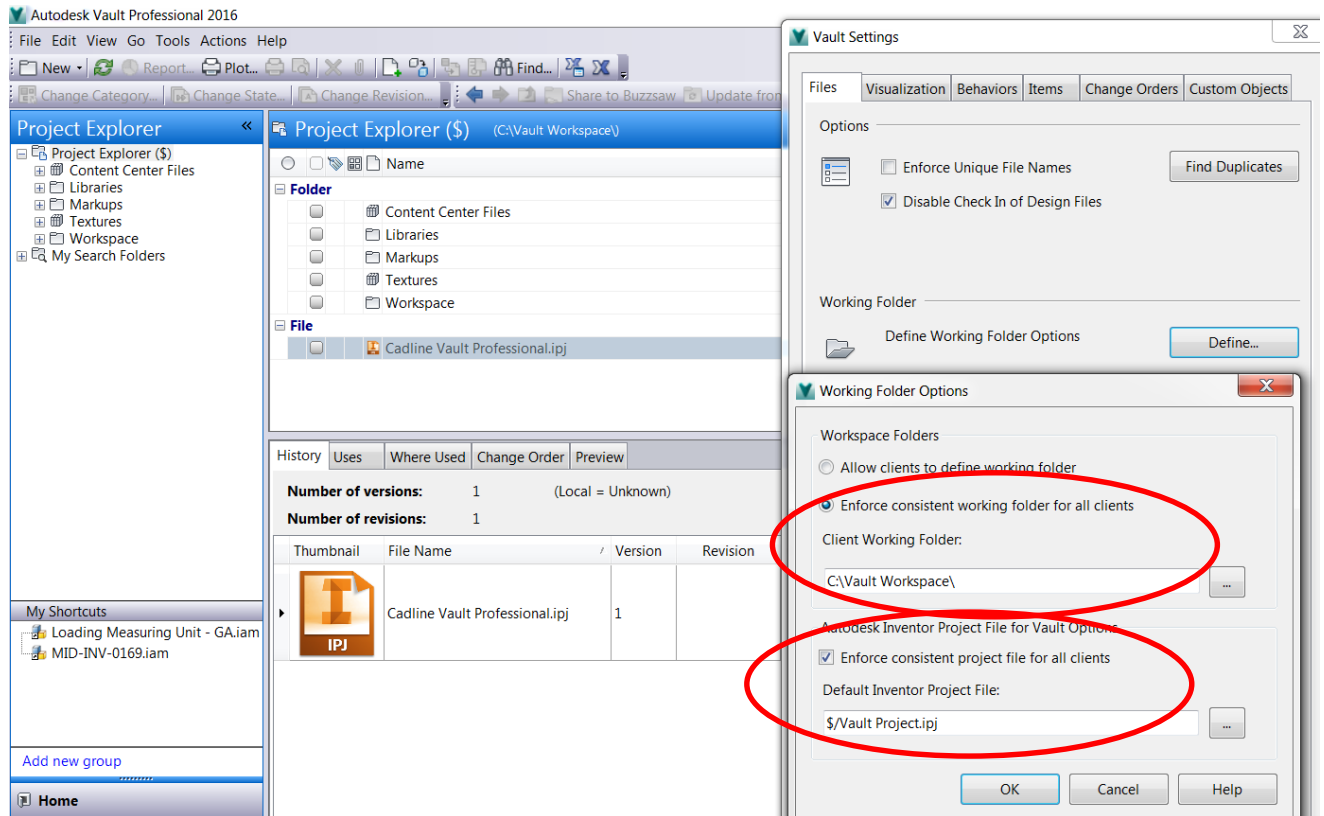 Autodesk Vault Professional 2016
File Edit View Go Tools Actions Help
New Report... Plot... Find...
Change Category... Change State... Change Revision... Share to Buzzsaw Update from
Project Explorer «
Project Explorer ($)
Content Center Files
Libraries
Markups
Textures
Workspace
My Search Folders
My Shortcuts
Loading Measuring Unit - GA.iam
MID-INV-0169.iam
Add new group
Home
Project Explorer ($) (C:\Vault Workspace\)
Name
Folder
Content Center Files
Libraries
Markups
Textures
Workspace
File
Cadline Vault Professional.ipj
History Uses Where Used Change Order Preview
Number of versions: 1 (Local = Unknown)
Number of revisions: 1
Thumbnail File Name / Version Revision
IPJ Cadline Vault Professional.ipj 1
Vault Settings
Files Visualization Behaviors Items Change Orders Custom Objects
Options
Enforce Unique File Names Find Duplicates
Disable Check In of Design Files
Working Folder
Define Working Folder Options Define...
Working Folder Options
Workspace Folders
Allow clients to define working folder
Enforce consistent working folder for all clients
Client Working Folder:
C:\Vault Workspace\ ...
Autodesk Inventor Project File for Vault Options
Enforce consistent project file for all clients
Default Inventor Project File:
$/Vault Project.ipj ...
OK Cancel Help